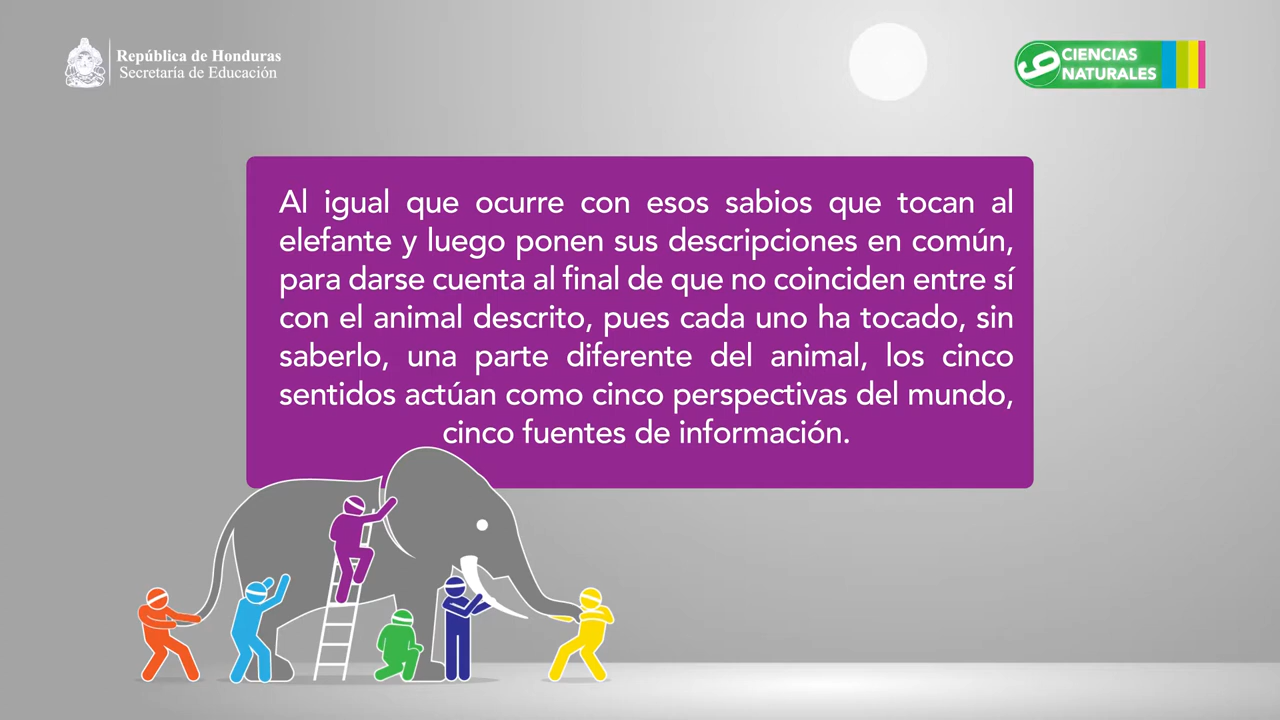 República de Honduras
Secretaría de Educación
6
CIENCIAS
NATURALES
Al igual que ocurre con esos sabios que tocan al
elefante y luego ponen sus descripciones en común,
para darse cuenta al final de que no coinciden entre sí
con el animal descrito, pues cada uno ha tocado, sin
saberlo, una parte diferente del animal, los cinco
sentidos actúan como cinco perspectivas del mundo,
cinco fuentes de información.